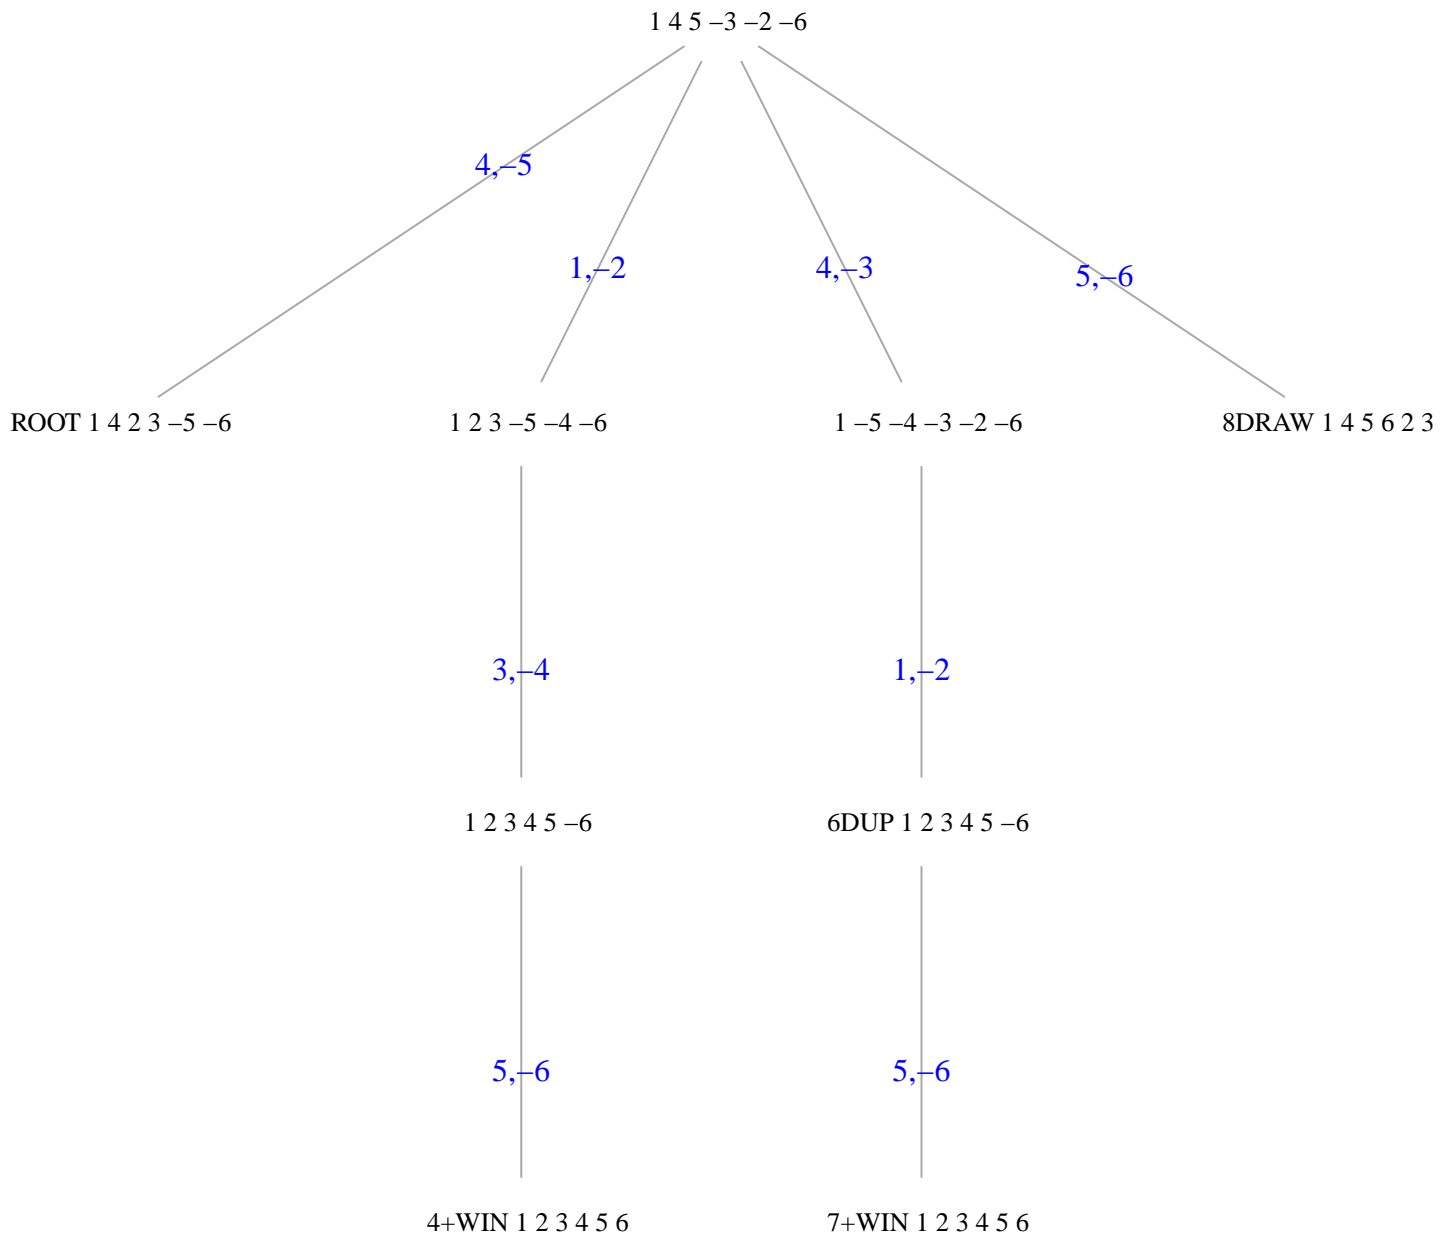 1 4 5 –3 –2 –6
4,–5
1,–2
4,–3
5,–6
ROOT 1 4 2 3 –5 –6
1 2 3 –5 –4 –6
1 –5 –4 –3 –2 –6
8DRAW 1 4 5 6 2 3
3,–4
1,–2
1 2 3 4 5 –6
6DUP 1 2 3 4 5 –6
5,–6
5,–6
4+WIN 1 2 3 4 5 6
7+WIN 1 2 3 4 5 6